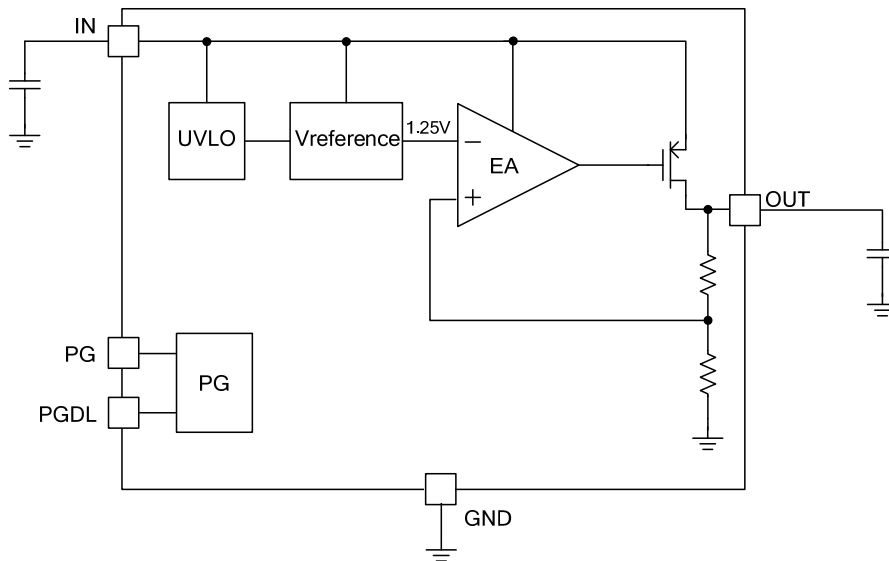 IN
UVLO
Vreference
1.25V
−
EA
+
OUT
PG
PG
PGDL
GND